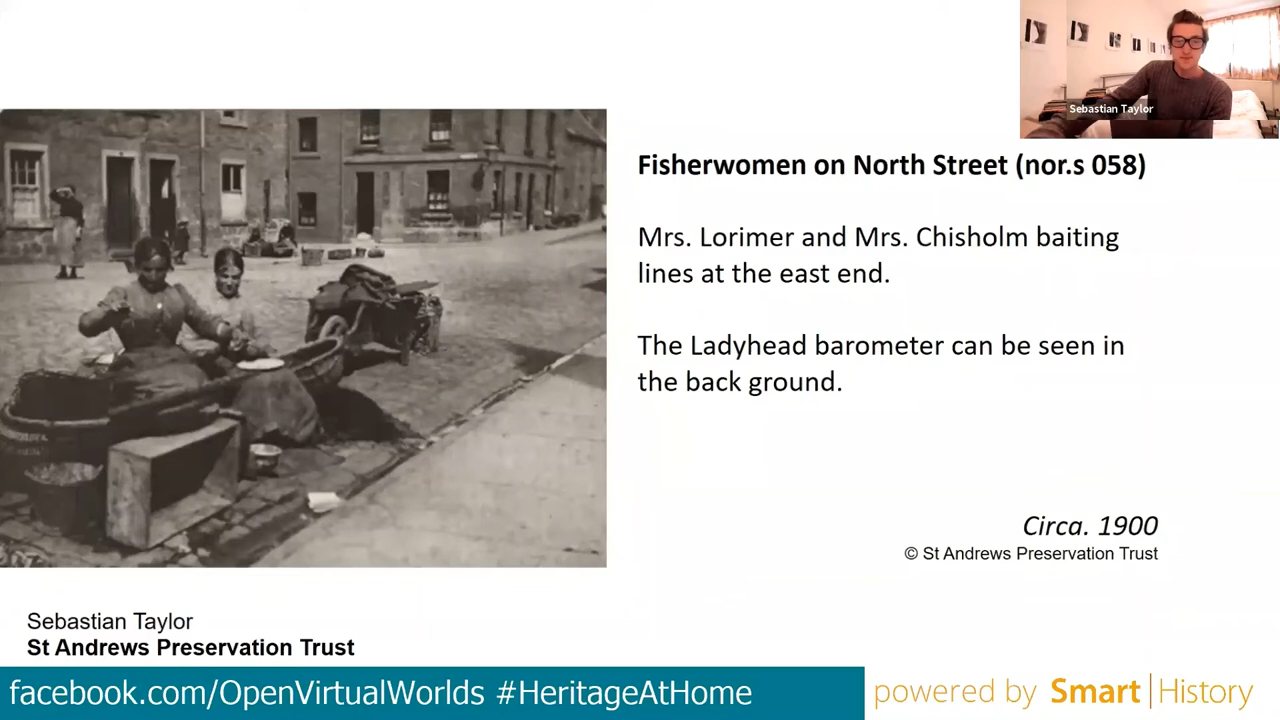 Sebastian Taylor
Fisherwomen on North Street (nor.s 058)
Mrs. Lorimer and Mrs. Chisholm baiting
lines at the east end.
The Ladyhead barometer can be seen in
the back ground.
Circa. 1900
© St Andrews Preservation Trust
Sebastian Taylor
St Andrews Preservation Trust
facebook.com/OpenVirtualWorlds #HeritageAtHome
powered by Smart|History